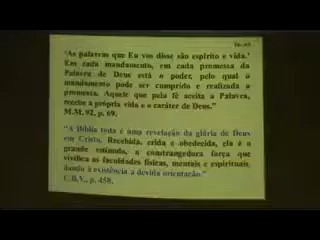 'As palavras que Eu vos disse são espírito e vida.'
Em cada mandamento, em cada promessa da
Palavra de Deus está o poder, pelo qual o
mandamento pode ser cumprido e realizada a
promessa. Aquele que pela fé aceita a Palavra,
recebe a própria vida e o caráter de Deus."
M.M. 92, p. 69.
"A Bíblia toda é uma revelação da glória de Deus
em Cristo. Recebida, crida e obedecida, ela é o
grande estímulo, a constrangedora força que
vivifica as faculdades físicas, mentais e espirituais,
dando à existência a devida orientação."
C.B.V., p. 458.